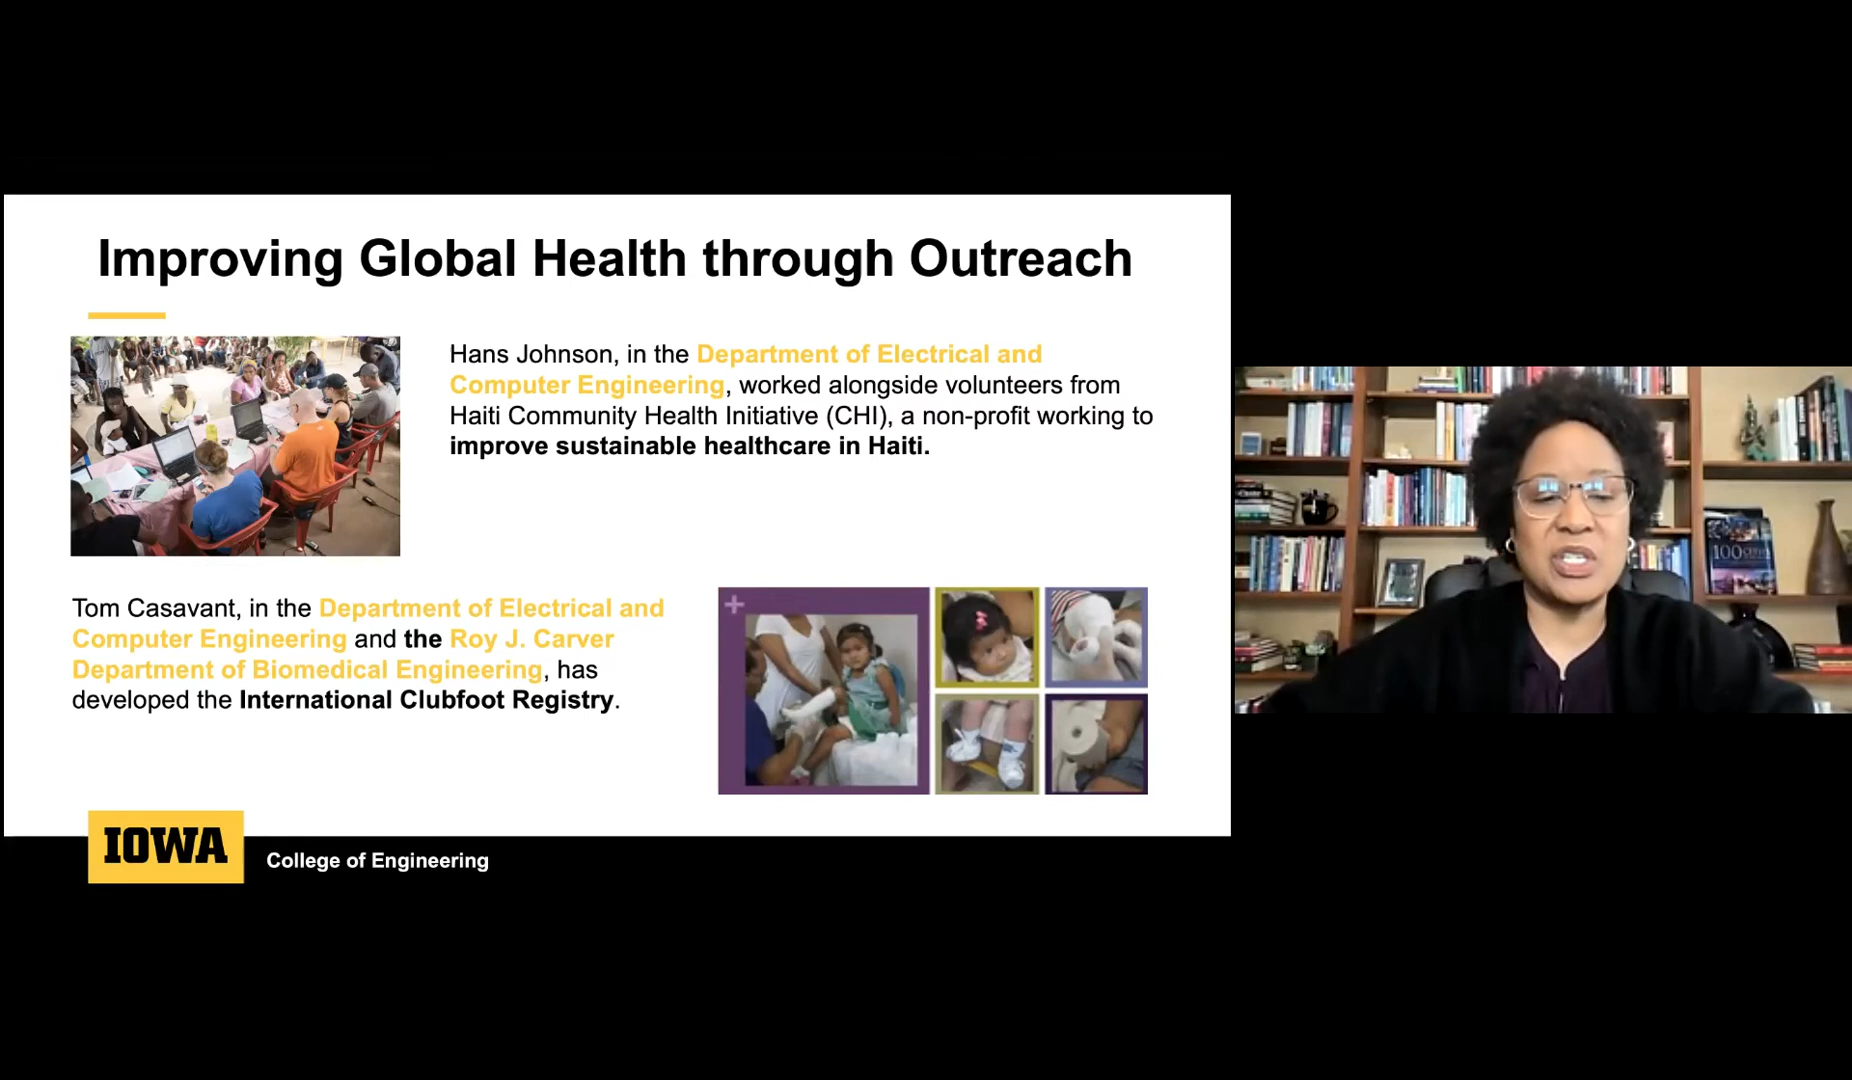 Improving Global Health through Outreach
Hans Johnson, in the Department of Electrical and
Computer Engineering, worked alongside volunteers from
Haiti Community Health Initiative (CHI), a non-profit working to
improve sustainable healthcare in Haiti.
Tom Casavant, in the Department of Electrical and
Computer Engineering and the Roy J. Carver
Department of Biomedical Engineering, has
developed the International Clubfoot Registry.
IOWA
College of Engineering
100